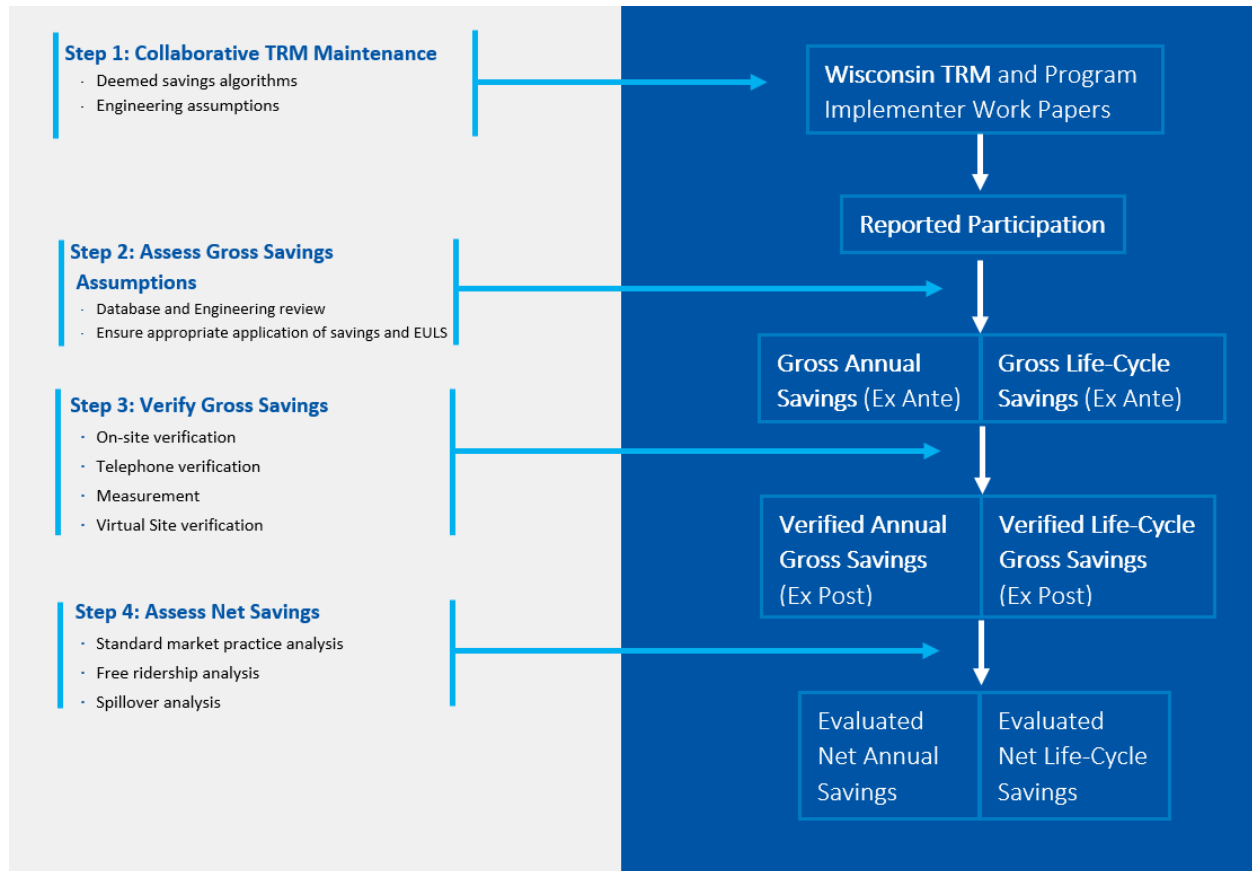 Step 1: Collaborative TRM Maintenance
· Deemed savings algorithms
· Engineering assumptions
Wisconsin TRM and Program
Implementer Work Papers
Reported Participation
Step 2: Assess Gross Savings
Assumptions
· Database and Engineering review
· Ensure appropriate application of savings and EULS
Gross Annual
Savings (Ex Ante)
Gross Life-Cycle
Savings (Ex Ante)
Step 3: Verify Gross Savings
· On-site verification
· Telephone verification
· Measurement
· Virtual Site verification
Verified Annual
Gross Savings
(Ex Post)
Verified Life-Cycle
Gross Savings
(Ex Post)
Step 4: Assess Net Savings
· Standard market practice analysis
· Free ridership analysis
· Spillover analysis
Evaluated
Net Annual
Savings
Evaluated
Net Life-Cycle
Savings